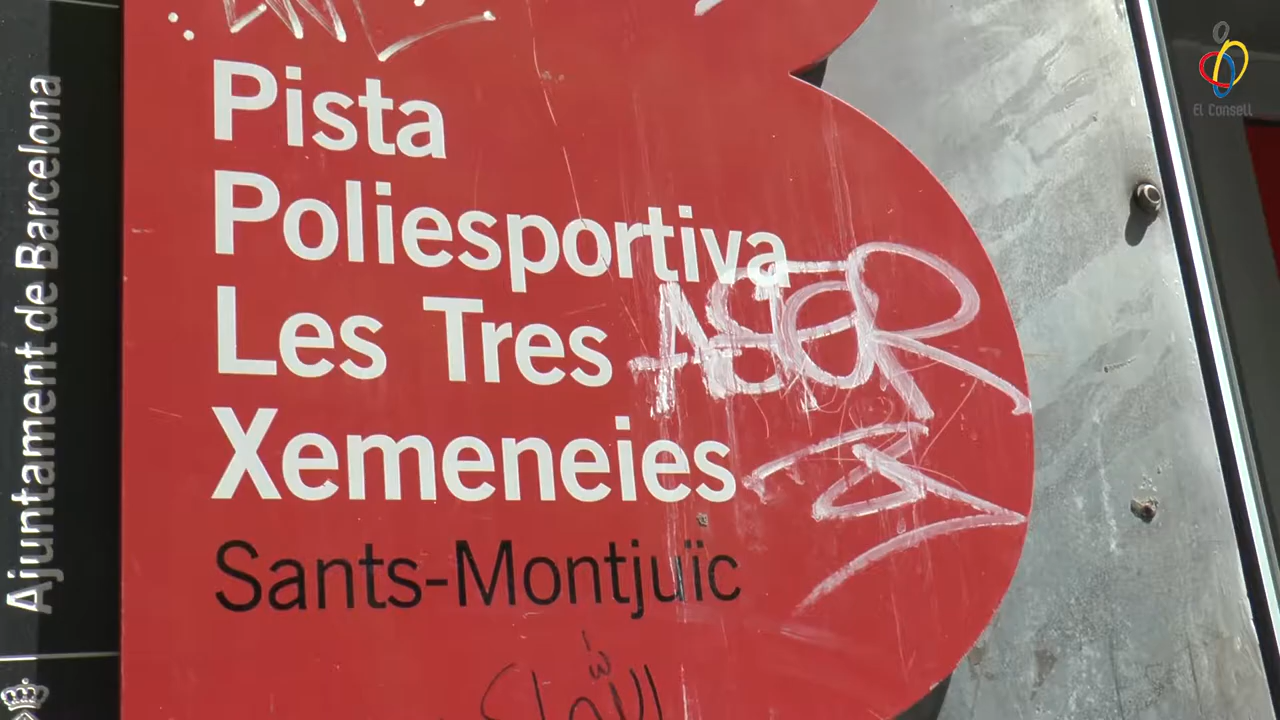 Ajuntament de Barcelona
Pista
Poliesportiva
Les Tres
Xemeneies
Sants-Montjuïc
El Consell